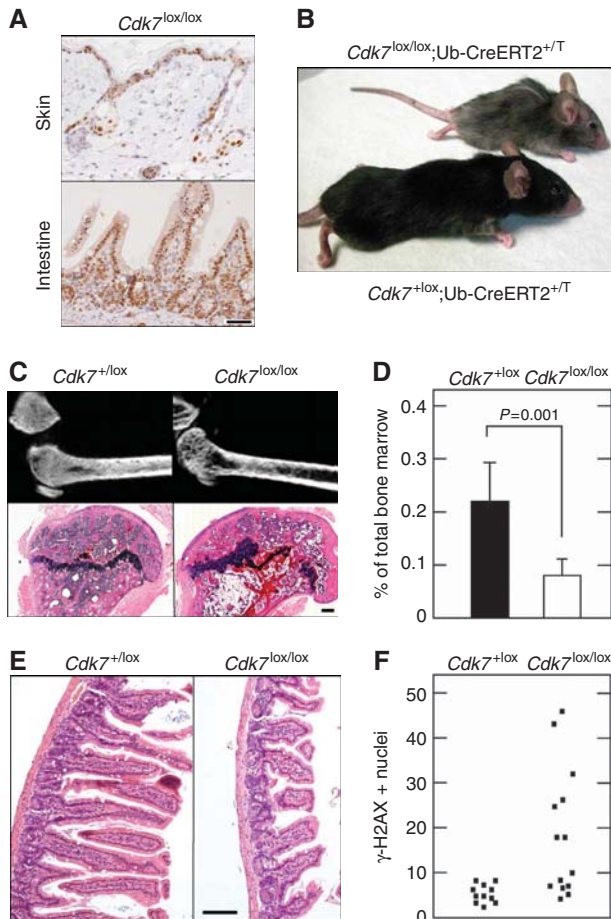 A
Cdk7lox/lox
Skin
Intestine
B
Cdk7lox/lox;Ub-CreERT2+/T
Cdk7+lox;Ub-CreERT2+/T
C
Cdk7+/lox
Cdk7lox/lox
D
Cdk7+lox Cdk7lox/lox
P=0.001
% of total bone marrow
0.4
0.3
0.2
0.1
0
E
Cdk7+/lox
Cdk7lox/lox
F
Cdk7+lox
Cdk7lox/lox
γ-H2AX + nuclei
50
40
30
20
10
0